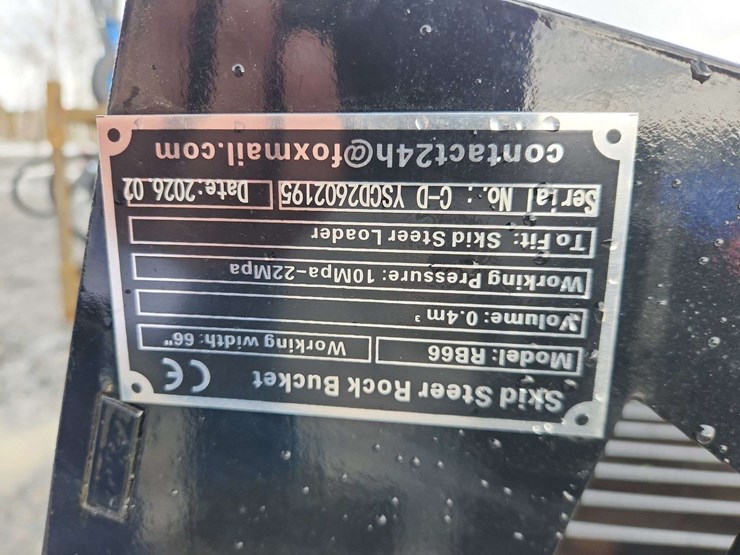 Skid Steer Rock Bucket CE
Model: RB66 Working width: 66"
Volume: 0.4m³
Working Pressure: 10Mpa-22Mpa
To Fit: Skid Steer Loader
Serial No.: C-D YSCD2602195 Date: 2026.02
contact24h@foxmail.com